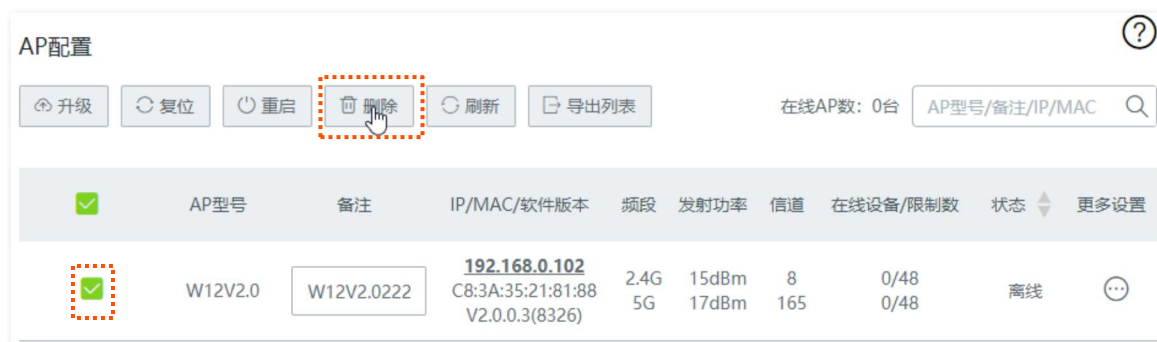 AP配置
?
升级 复位 重启 删除 刷新 导出列表 在线AP数：0台 AP型号/备注/IP/MAC
AP型号 备注 IP/MAC/软件版本 频段 发射功率 信道 在线设备/限制数 状态 更多设置
192.168.0.102
W12V2.0 W12V2.0222 C8:3A:35:21:81:88 2.4G 15dBm 8 0/48 离线
5G 17dBm 165 0/48
V2.0.0.3(8326)